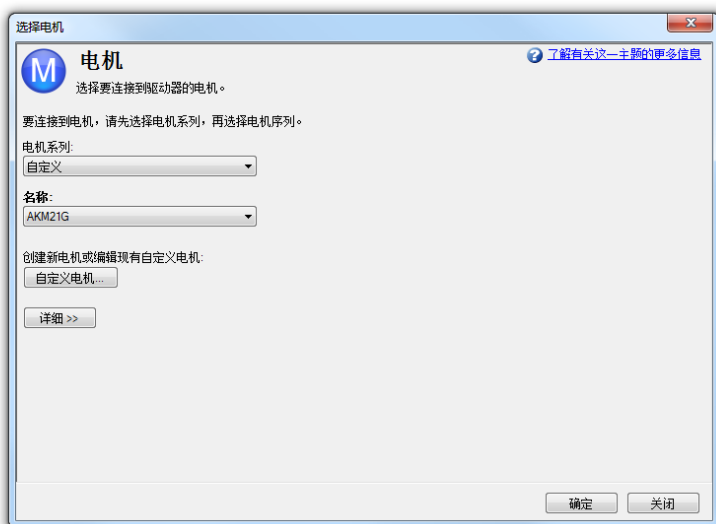 选择电机
M
电机
了解有关这一主题的更多信息
选择要连接到驱动器的电机。
要连接到电机，请先选择电机系列，再选择电机序列。
电机系列:
自定义
名称:
AKM21G
创建新电机或编辑现有自定义电机:
自定义电机...
详细 >>
确定
关闭